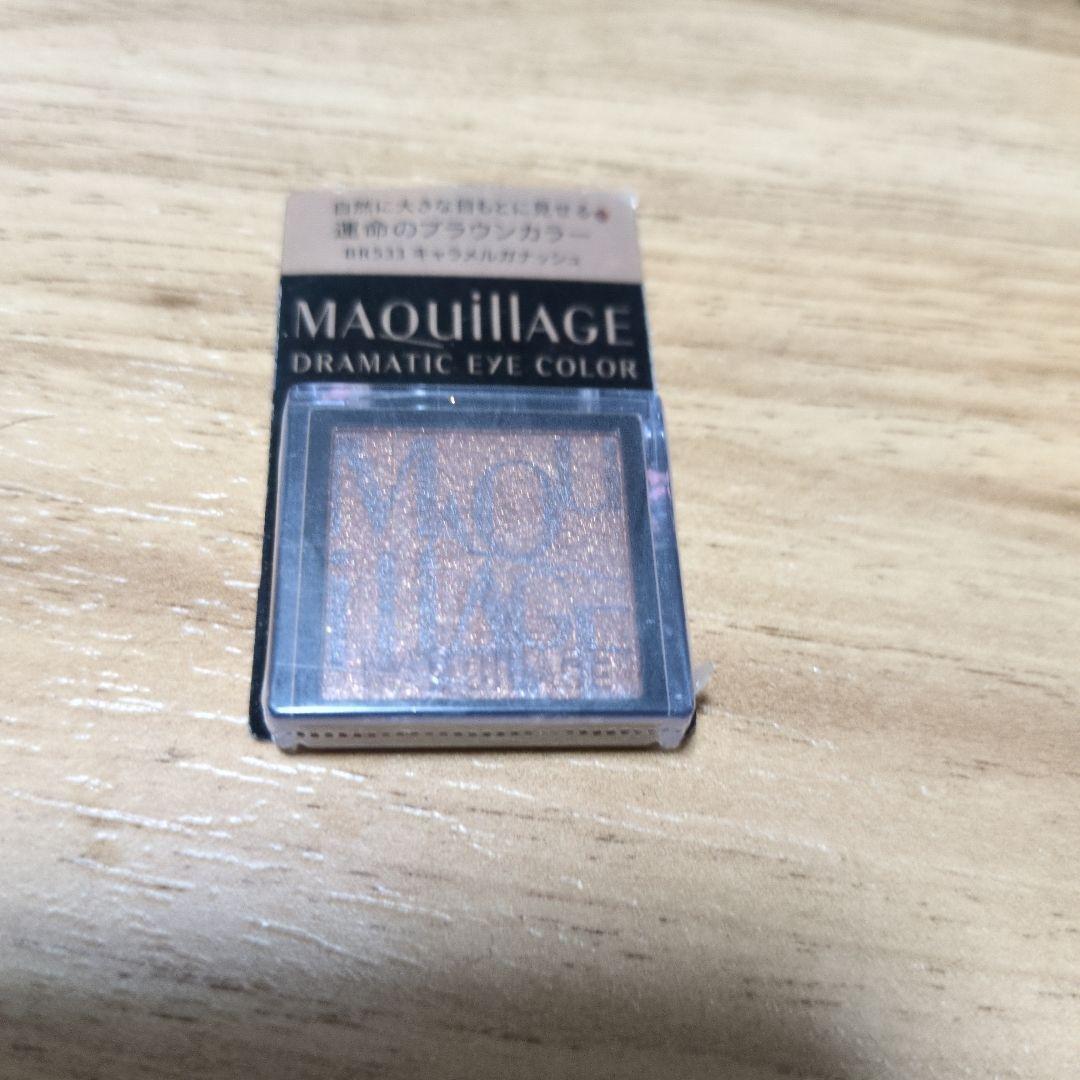 自然に大きな目もとに見せる
運命のブラウンカラー
BR533 キャラメルガナッシュ
MAQuillAGE
DRAMATIC EYE COLOR
MAQU
illAGE